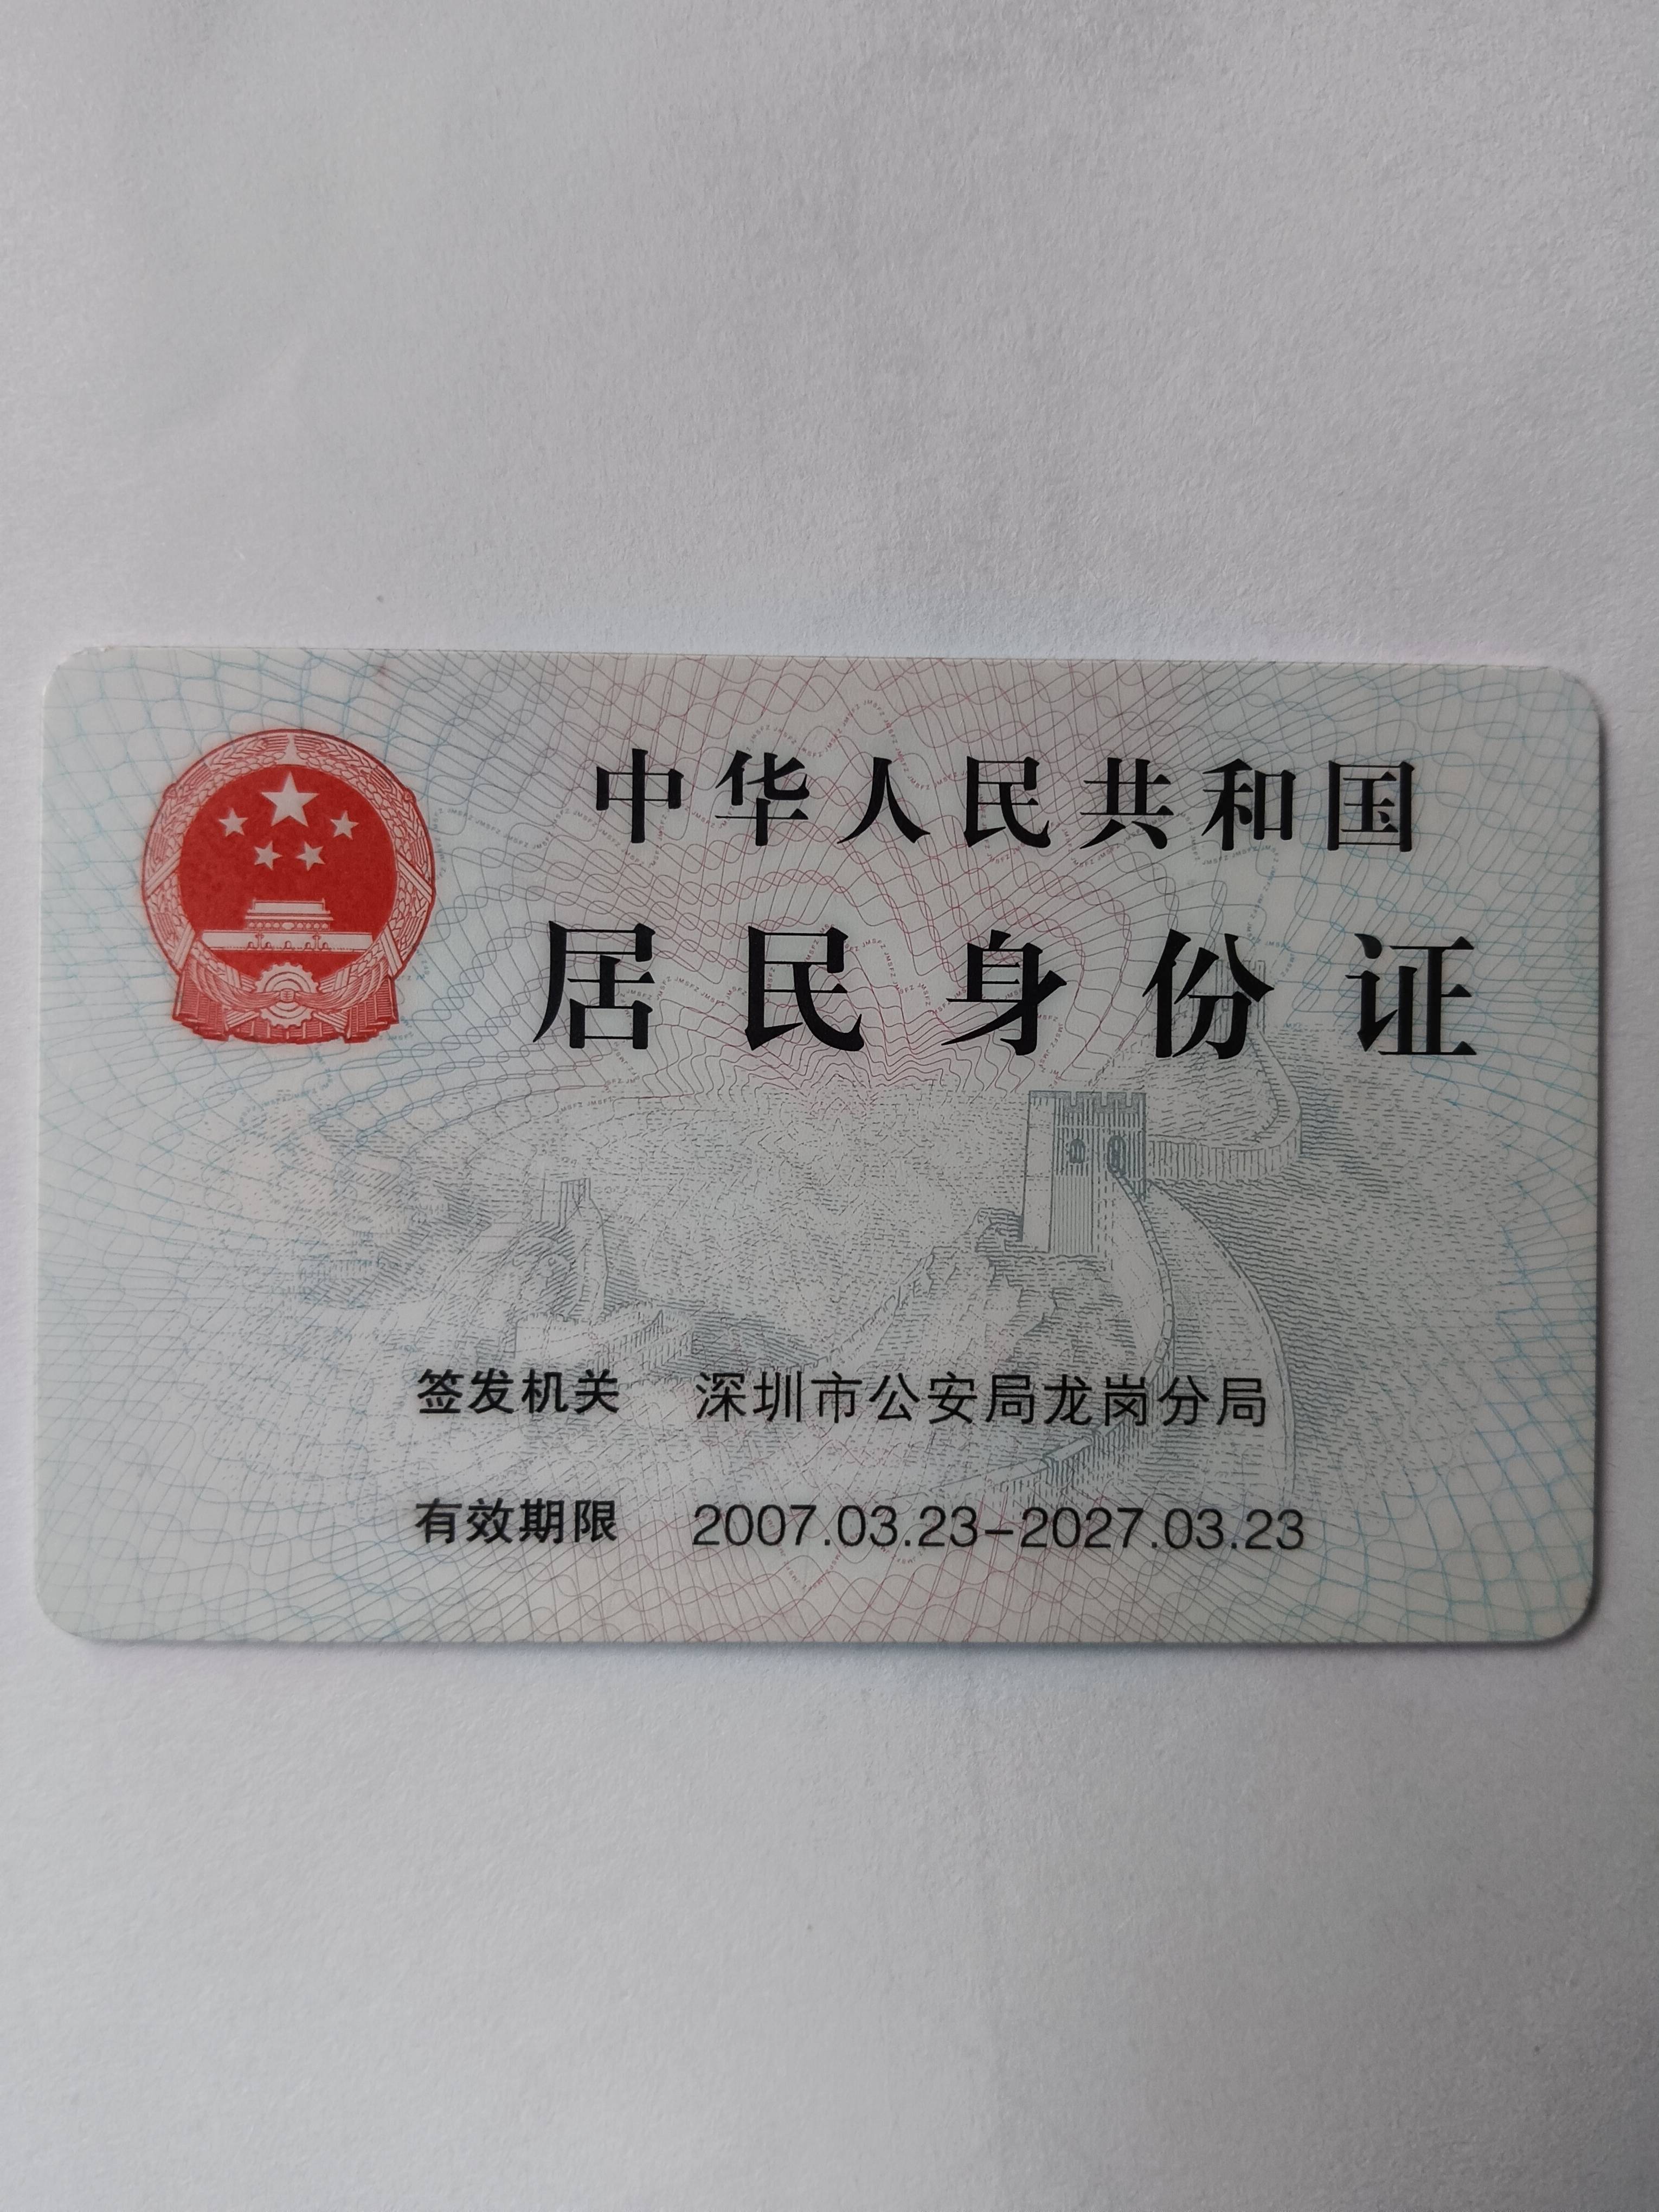 中华人民共和国
居民身份证
签发机关 深圳市公安局龙岗分局
有效期限 2007.03.23-2027.03.23